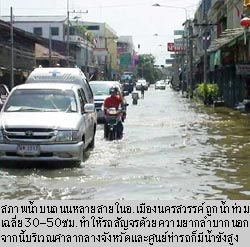 สภาพน้ำบนถนนหลายสายในอ.เมืองนครสวรรค์ ถูกน้ำท่วม
เฉลี่ย 30-50ซม. ทำให้รถสัญจรด้วยความยากลำบากนอก
จากนี้บริเวณศาลากลางจังหวัดและศูนย์ท่ารถก็มีน้ำขังสูง